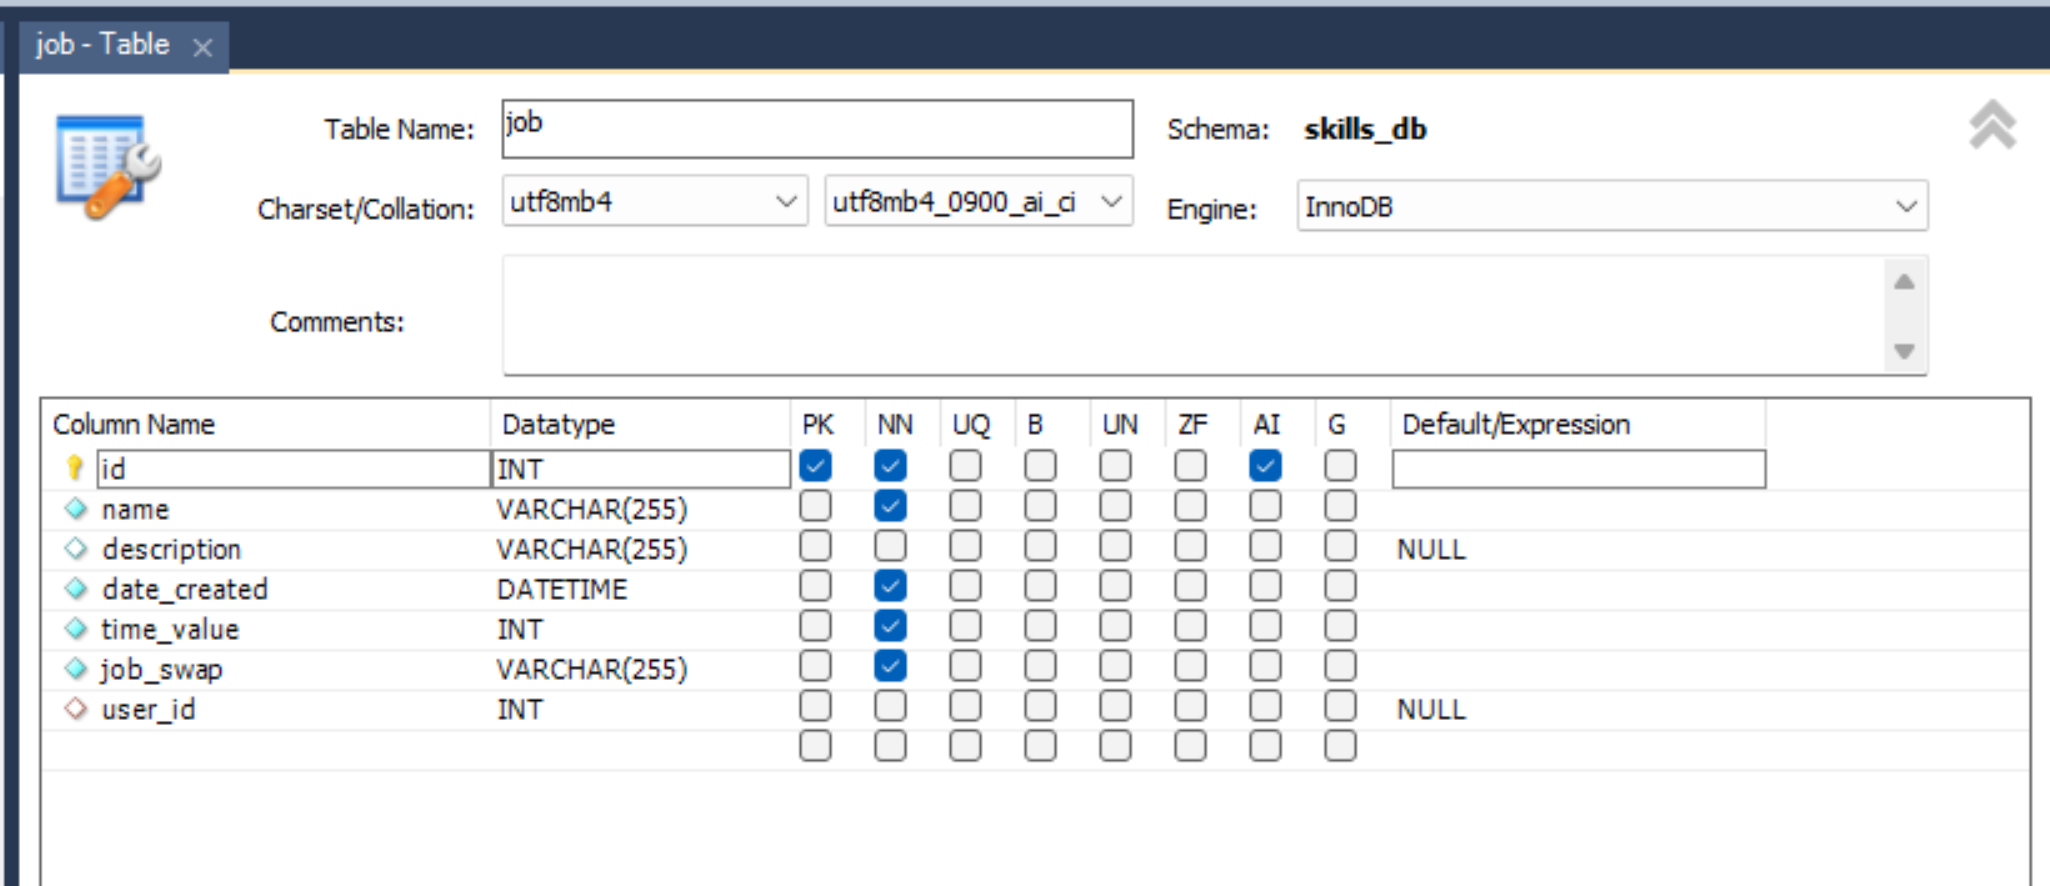 job - Table
Table Name: job Schema: skills_db
Charset/Collation: utf8mb4 utf8mb4_0900_ai_ci Engine: InnoDB
Comments:
Column Name Datatype PK NN UQ B UN ZF AI G Default/Expression
id INT
name VARCHAR(255)
description VARCHAR(255) NULL
date_created DATETIME
time_value INT
job_swap VARCHAR(255)
user_id INT NULL